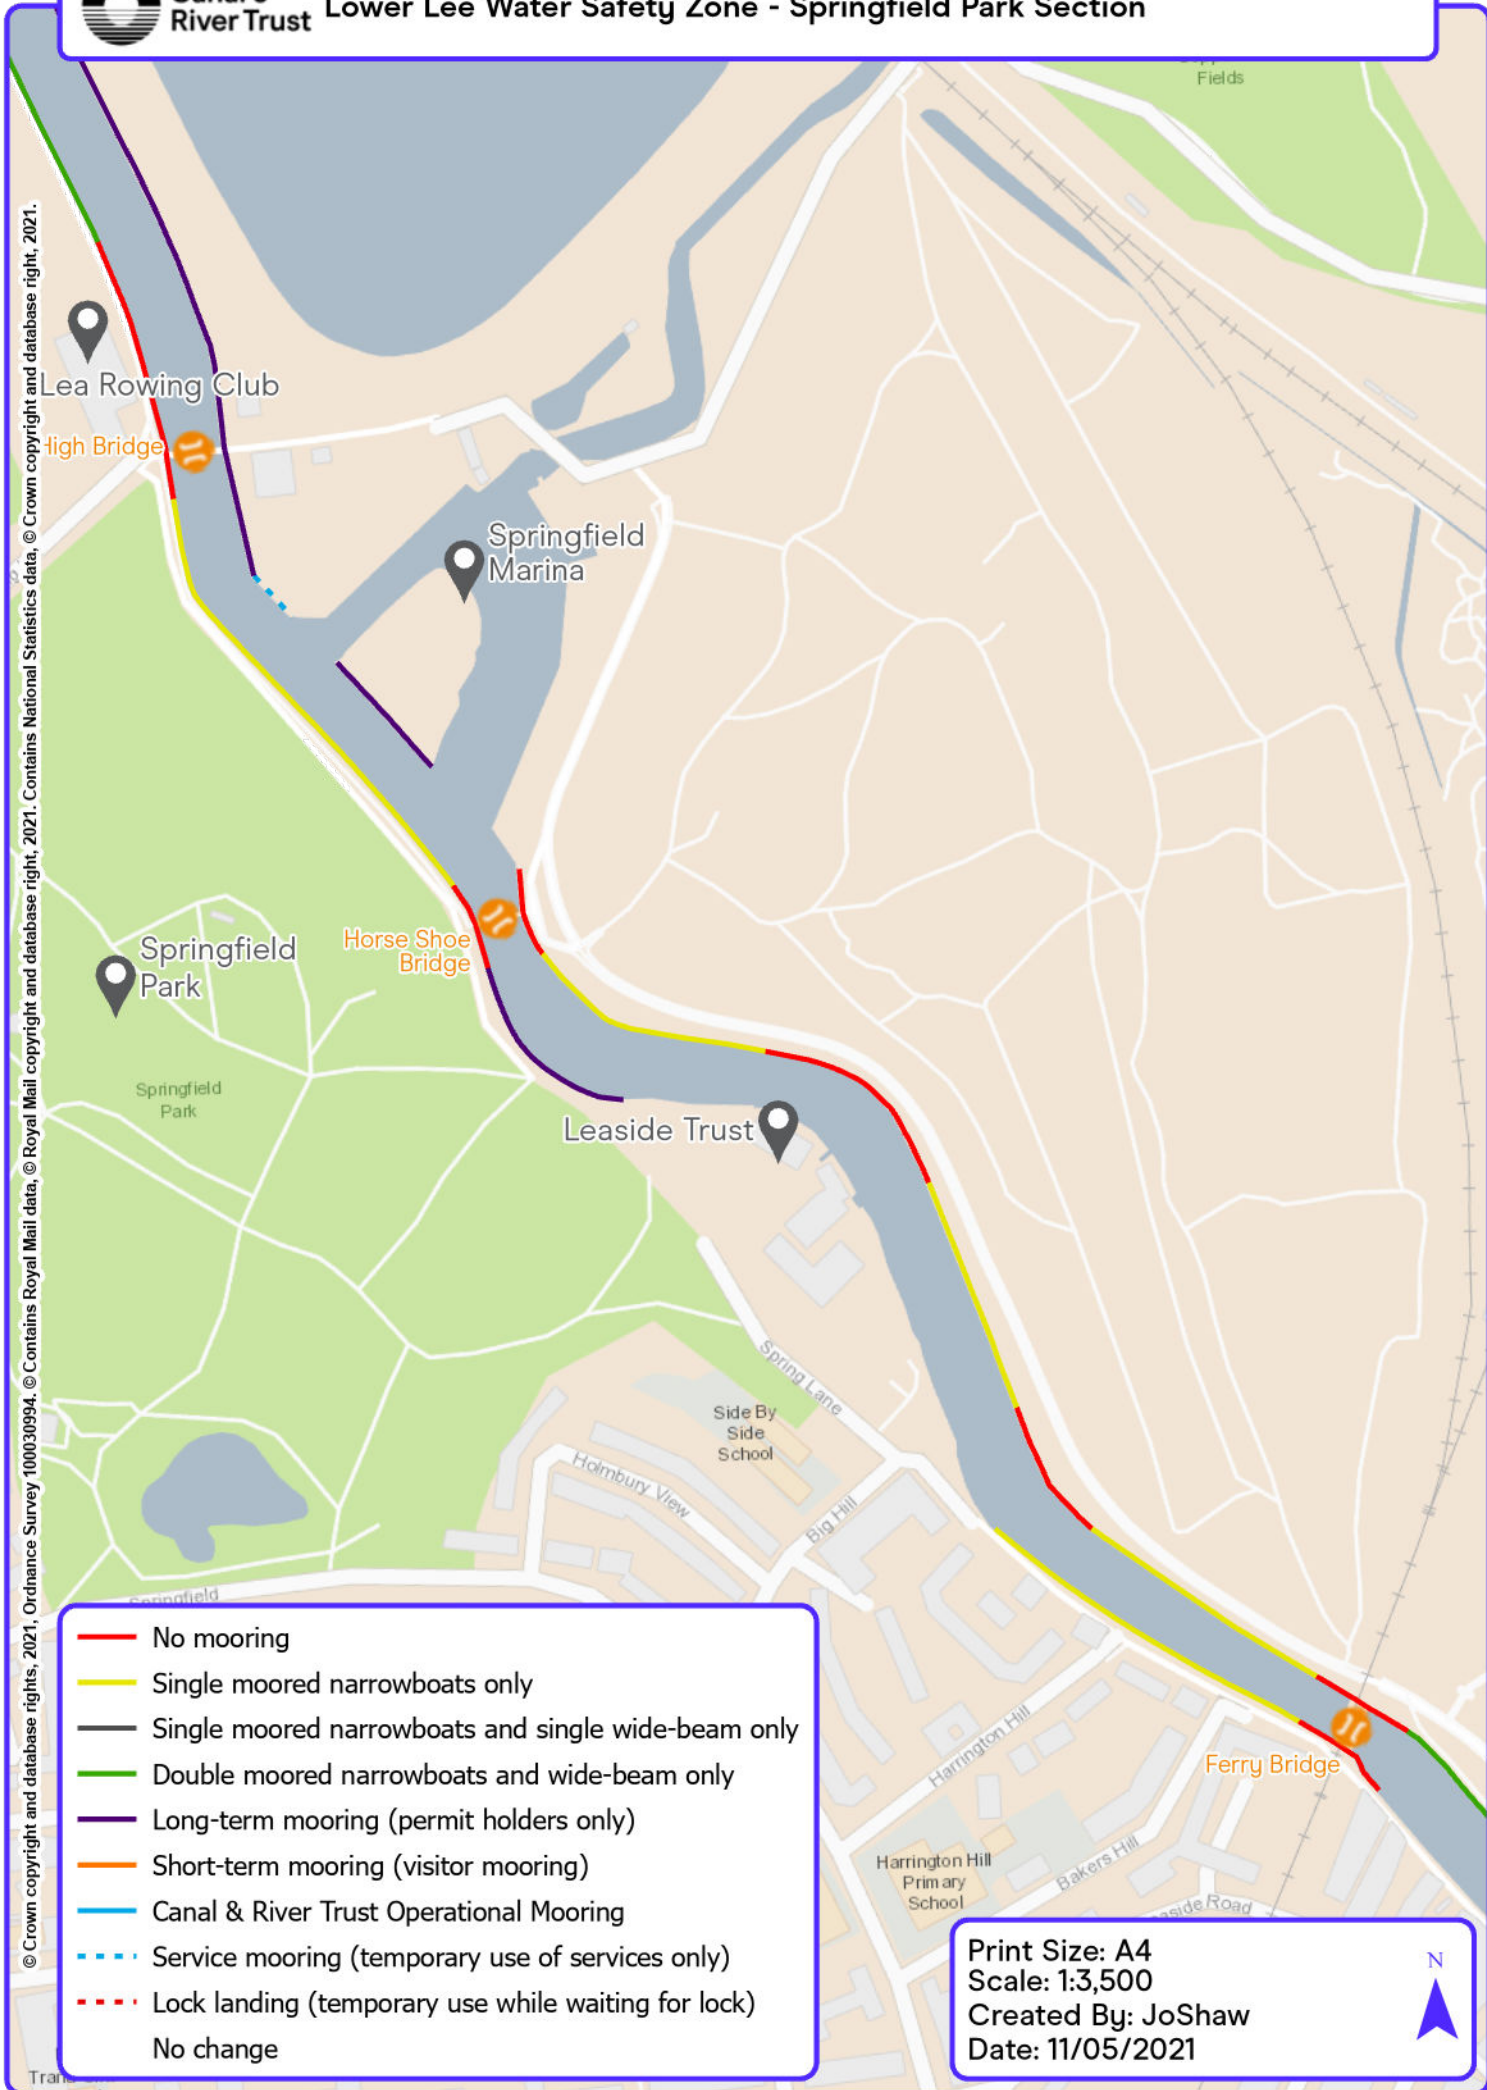 River Trust
Lower Lee Water Safety Zone - Springfield Park Section
Fields
© Crown copyright and database rights, 2021, Ordnance Survey 100030994. © Contains Royal Mail data, © Royal Mail copyright and database right, 2021. Contains National Statistics data, © Crown copyright and database right, 2021.
Lea Rowing Club
High Bridge
Springfield
Marina
Horse Shoe
Bridge
Springfield
Park
Springfield
Park
Leaside Trust
Spring Lane
Side By
Side
School
Holmbury View
Big Hill
Springfield
Harrington Hill
Ferry Bridge
Harrington Hill
Primary
School
Bakers Hill
Road
No mooring
Single moored narrowboats only
Single moored narrowboats and single wide-beam only
Double moored narrowboats and wide-beam only
Long-term mooring (permit holders only)
Short-term mooring (visitor mooring)
Canal & River Trust Operational Mooring
Service mooring (temporary use of services only)
Lock landing (temporary use while waiting for lock)
No change
Print Size: A4
Scale: 1:3,500
Created By: JoShaw
Date: 11/05/2021
N